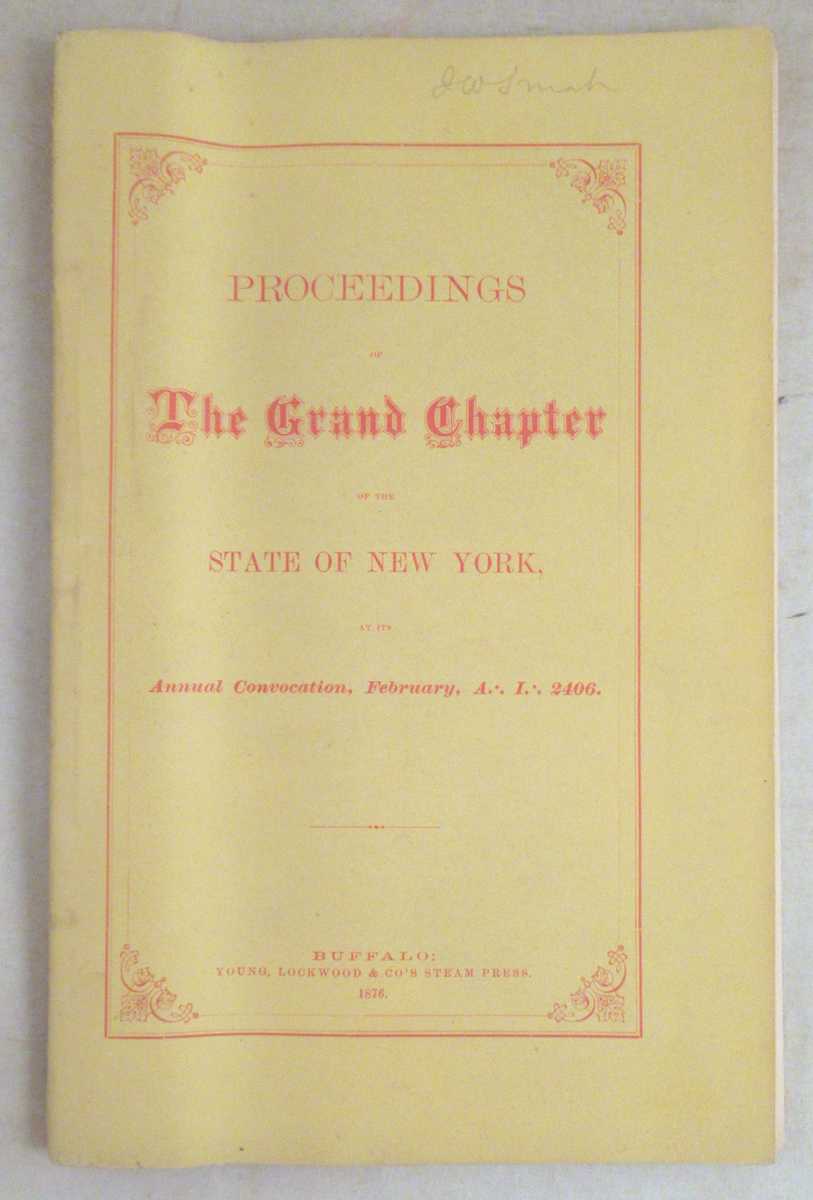 J W Smith
PROCEEDINGS
OF
The Grand Chapter
OF THE
STATE OF NEW YORK,
AT ITS
Annual Convocation, February, A∴ I∴ 2406.
BUFFALO:
YOUNG, LOCKWOOD & CO'S STEAM PRESS.
1876.